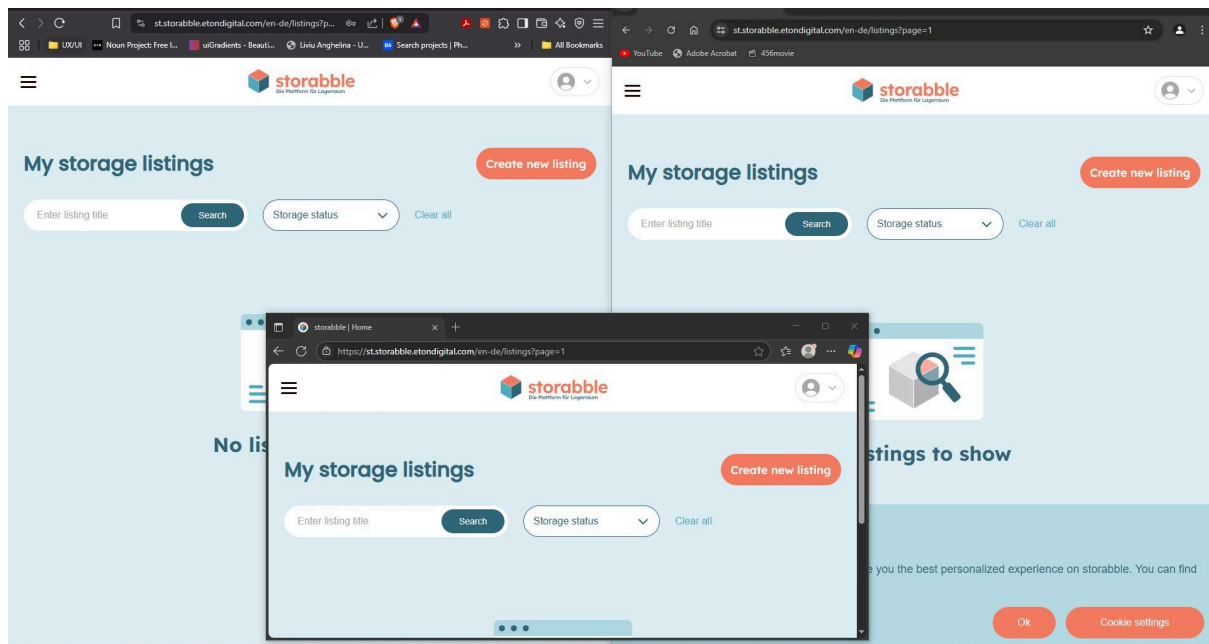 st.storabble.etondigital.com/en-de/listings?p...
UX/UI
Noun Project: Free I...
uiGradients - Beauti...
Liviu Anghelina - U...
Search projects | Ph...
»
All Bookmarks
storabble
Die Plattform für Lagerraum
My storage listings
Create new listing
Enter listing title
Search
Storage status
Clear all
No lis
st.storabble.etondigital.com/en-de/listings?page=1
YouTube
Adobe Acrobat
456movie
storabble
Die Plattform für Lagerraum
My storage listings
Create new listing
Enter listing title
Search
Storage status
Clear all
stings to show
e you the best personalized experience on storabble. You can find
Ok
Cookie settings
storabble | Home
https://st.storabble.etondigital.com/en-de/listings?page=1
storabble
Die Plattform für Lagerraum
My storage listings
Create new listing
Enter listing title
Search
Storage status
Clear all